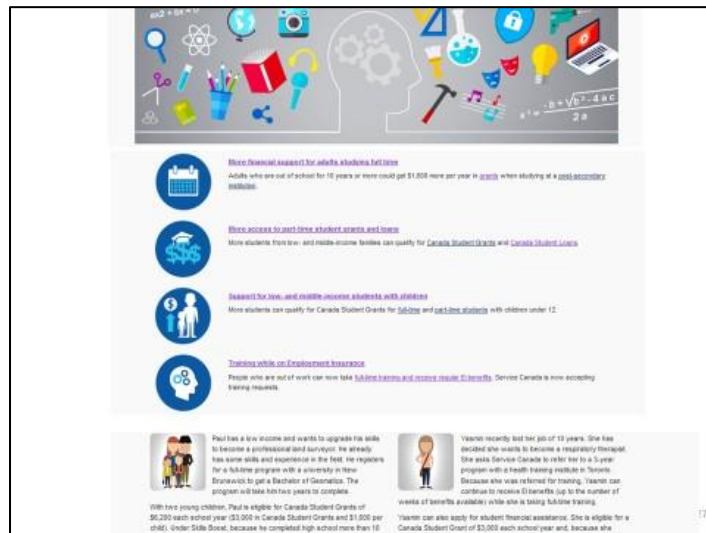 ax2 + bx = 0
-b+√b²-4ac
x¹=
2a
More financial support for adults studying full time
Adults who are out of school for 10 years or more could get $1,600 more per year in grants when studying at a post-secondary
institution.
More access to part-time student grants and loans
More students from low- and middle-income families can qualify for Canada Student Grants and Canada Student Loans.
Support for low- and middle-income students with children
More students can qualify for Canada Student Grants for full-time and part-time students with children under 12.
Training while on Employment Insurance
People who are out of work can now take full-time training and receive regular EI benefits. Service Canada is now accepting
training requests.
Paul has a low income and wants to upgrade his skills
to become a professional land surveyor. He already
has some skills and experience in the field. He registers
for a full-time program with a university in New
Brunswick to get a Bachelor of Geomatics. The
program will take him two years to complete.
With two young children, Paul is eligible for Canada Student Grants of
$6,200 each school year ($3,000 in Canada Student Grants and $1,600 per
child). Under Skills Boost, because he completed high school more than 10
Yasmin recently lost her job of 10 years. She has
decided she wants to become a respiratory therapist.
She asks Service Canada to refer her to a 3-year
program with a health training institute in Toronto.
Because she was referred for training, Yasmin can
continue to receive EI benefits (up to the number of
weeks of benefits available) while she is taking full-time training.
Yasmin can also apply for student financial assistance. She is eligible for a
Canada Student Grant of $3,000 each school year and, because she